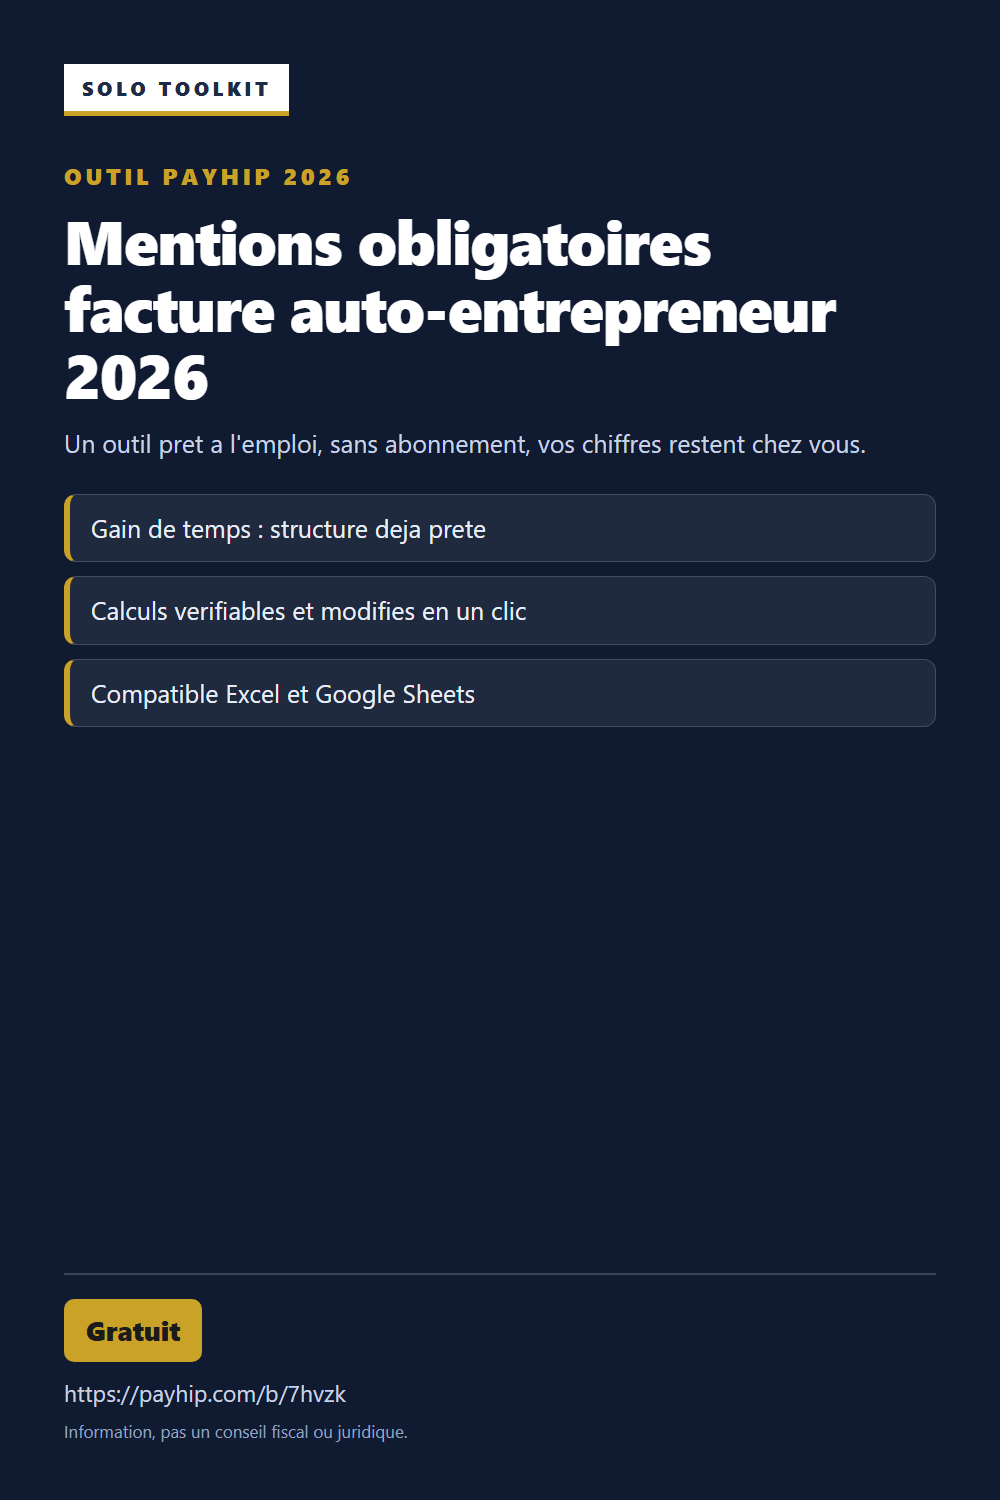 SOLO TOOLKIT
OUTIL PAYHIP 2026
Mentions obligatoires
facture auto-entrepreneur
2026
Un outil pret a l'emploi, sans abonnement, vos chiffres restent chez vous.
Gain de temps : structure deja prete
Calculs verifiables et modifies en un clic
Compatible Excel et Google Sheets
Gratuit
https://payhip.com/b/7hvzk
Information, pas un conseil fiscal ou juridique.